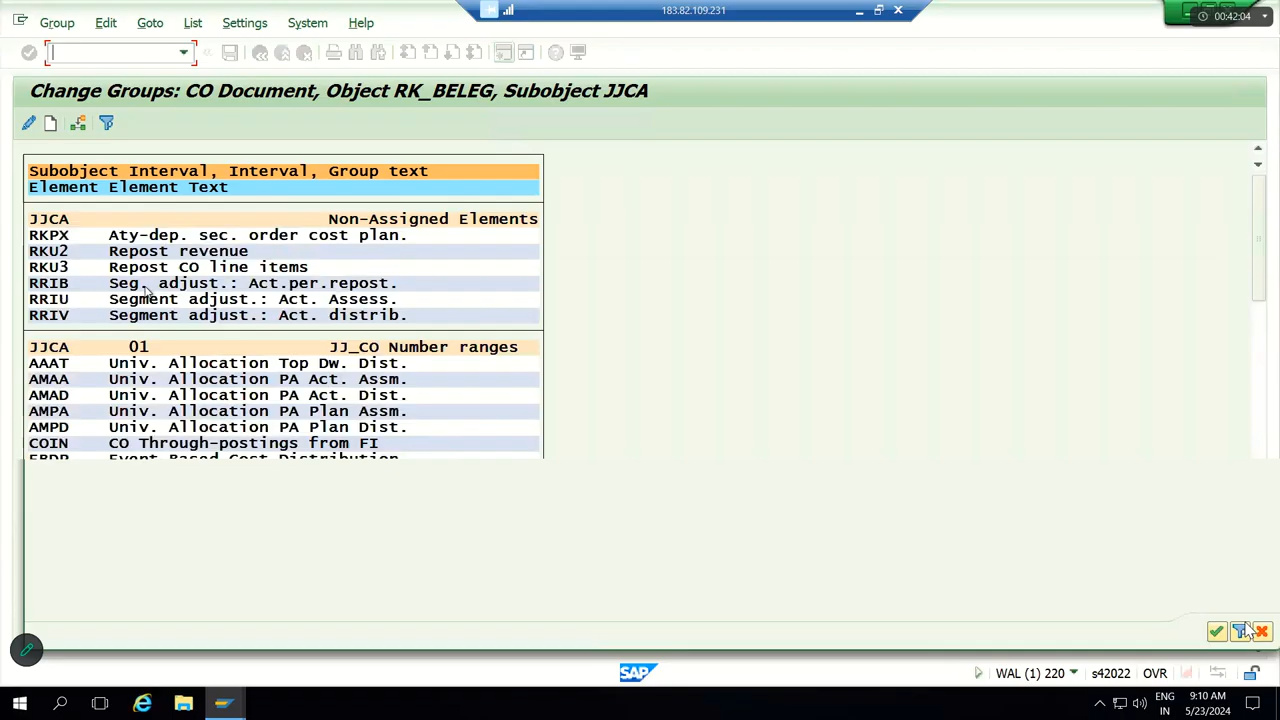 183.82.109.231
00:42:04
Group Edit Goto List Settings System Help
Change Groups: CO Document, Object RK_BELEG, Subobject JJCA
Subobject Interval, Interval, Group text
Element Element Text
JJCA Non-Assigned Elements
RKPX Aty-dep. sec. order cost plan.
RKU2 Repost revenue
RKU3 Repost CO line items
RRIB Seg. adjust.: Act.per.repost.
RRIU Segment adjust.: Act. Assess.
RRIV Segment adjust.: Act. distrib.
JJCA 01 JJ_CO Number ranges
AAAT Univ. Allocation Top Dw. Dist.
AMAA Univ. Allocation PA Act. Assm.
AMAD Univ. Allocation PA Act. Dist.
AMPA Univ. Allocation PA Plan Assm.
AMPD Univ. Allocation PA Plan Dist.
COIN CO Through-postings from FI
EBDR Event Based Cost Distribution
SAP
WAL (1) 220 s42022 OVR
ENG 9:10 AM
IN 5/23/2024